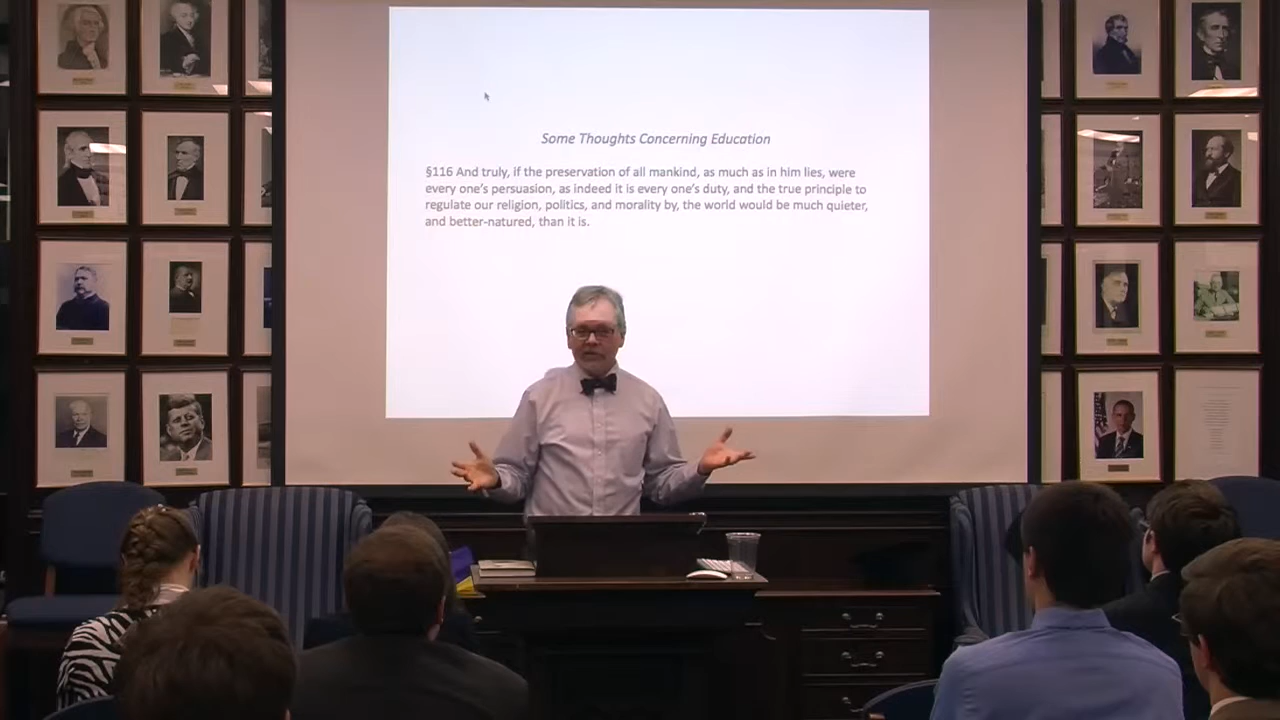 Some Thoughts Concerning Education
§116 And truly, if the preservation of all mankind, as much as in him lies, were
every one's persuasion, as indeed it is every one's duty, and the true principle to
regulate our religion, politics, and morality by, the world would be much quieter,
and better-natured, than it is.